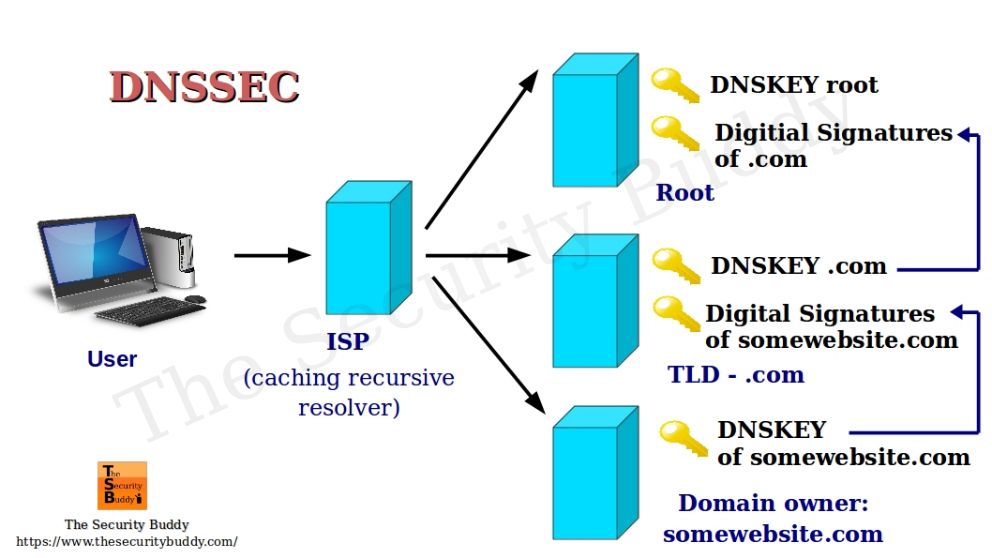 DNSSEC
DNSKEY root
Digitial Signatures
of .com
Root
DNSKEY .com
Digital Signatures
of somewebsite.com
TLD - .com
DNSKEY
of somewebsite.com
Domain owner:
somewebsite.com
User
ISP
(caching recursive
resolver)
The Security Buddy
The
Security
Buddy
The Security Buddy
https://www.thesecuritybuddy.com/